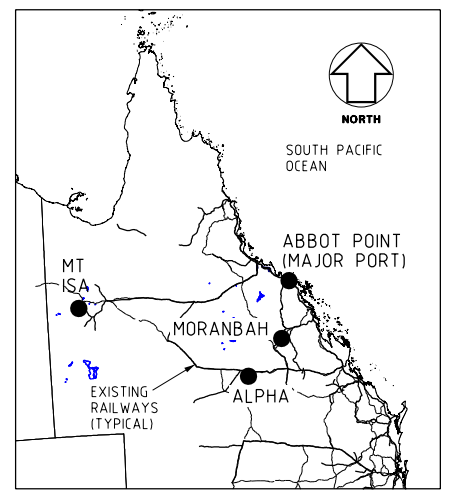 NORTH
SOUTH PACIFIC
OCEAN
ABBOT POINT
(MAJOR PORT)
MT
ISA
MORANBAH
ALPHA
EXISTING
RAILWAYS
(TYPICAL)